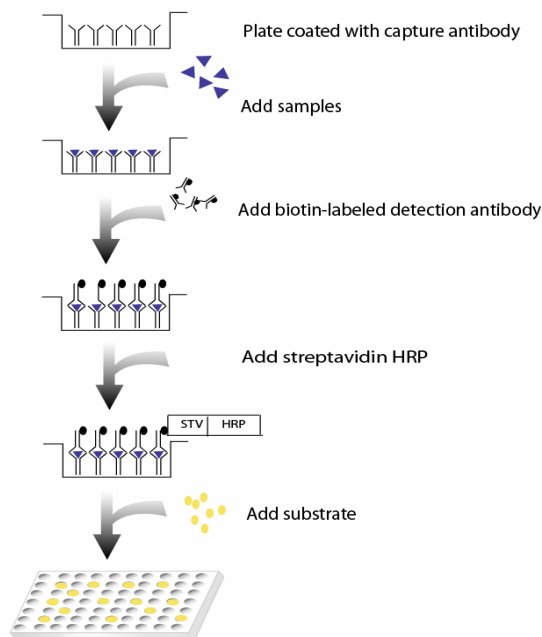 Plate coated with capture antibody
Add samples
Add biotin-labeled detection antibody
Add streptavidin HRP
STV HRP
Add substrate